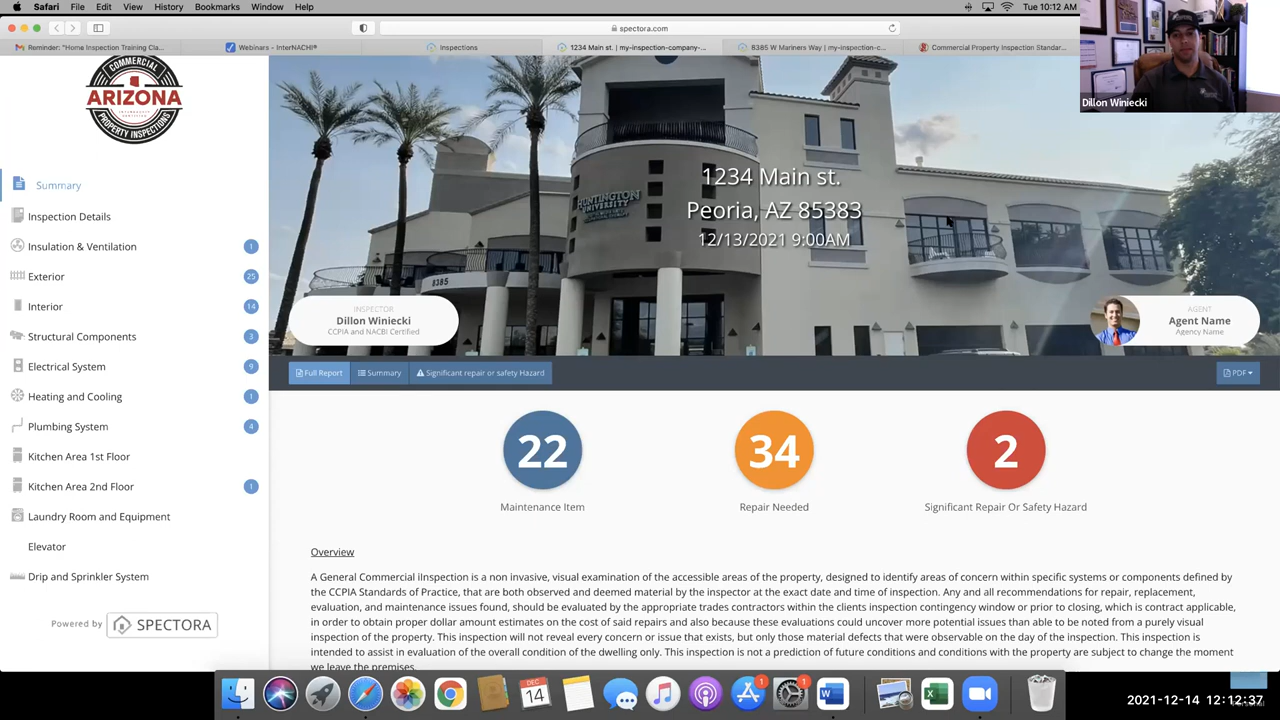 Safari File Edit View History Bookmarks Window Help
Tue 10:12 AM
spectora.com
Reminder: "Home Inspection Training Cla...
Webinars - InterNACHI®
Inspections
1234 Main st. | my-inspection-company-...
8385 W Mariners Way | my-inspection-c...
Commercial Property Inspection Standar...
Dillon Winiecki
COMMERCIAL
ARIZONA
PROPERTY INSPECTIONS
Summary
Inspection Details
Insulation & Ventilation 1
Exterior 25
Interior 14
Structural Components 3
Electrical System 9
Heating and Cooling 1
Plumbing System 4
Kitchen Area 1st Floor
Kitchen Area 2nd Floor 1
Laundry Room and Equipment
Elevator
Drip and Sprinkler System
Powered by SPECTORA
HUNTINGTON
UNIVERSITY
8385
1234 Main st.
Peoria, AZ 85383
12/13/2021 9:00AM
INSPECTOR
Dillon Winiecki
CCPIA and NACBI Certified
AGENT
Agent Name
Agency Name
Full Report Summary Significant repair or safety Hazard
PDF
22
Maintenance Item
34
Repair Needed
2
Significant Repair Or Safety Hazard
Overview
A General Commercial iInspection is a non invasive, visual examination of the accessible areas of the property, designed to identify areas of concern within specific systems or components defined by
the CCPIA Standards of Practice, that are both observed and deemed material by the inspector at the exact date and time of inspection. Any and all recommendations for repair, replacement,
evaluation, and maintenance issues found, should be evaluated by the appropriate trades contractors within the clients inspection contingency window or prior to closing, which is contract applicable,
in order to obtain proper dollar amount estimates on the cost of said repairs and also because these evaluations could uncover more potential issues than able to be noted from a purely visual
inspection of the property. This inspection will not reveal every concern or issue that exists, but only those material defects that were observable on the day of the inspection. This inspection is
intended to assist in evaluation of the overall condition of the dwelling only. This inspection is not a prediction of future conditions and conditions with the property are subject to change the moment
we leave the premises.
DEC
14
1
1
2021-12-14 12:12:37